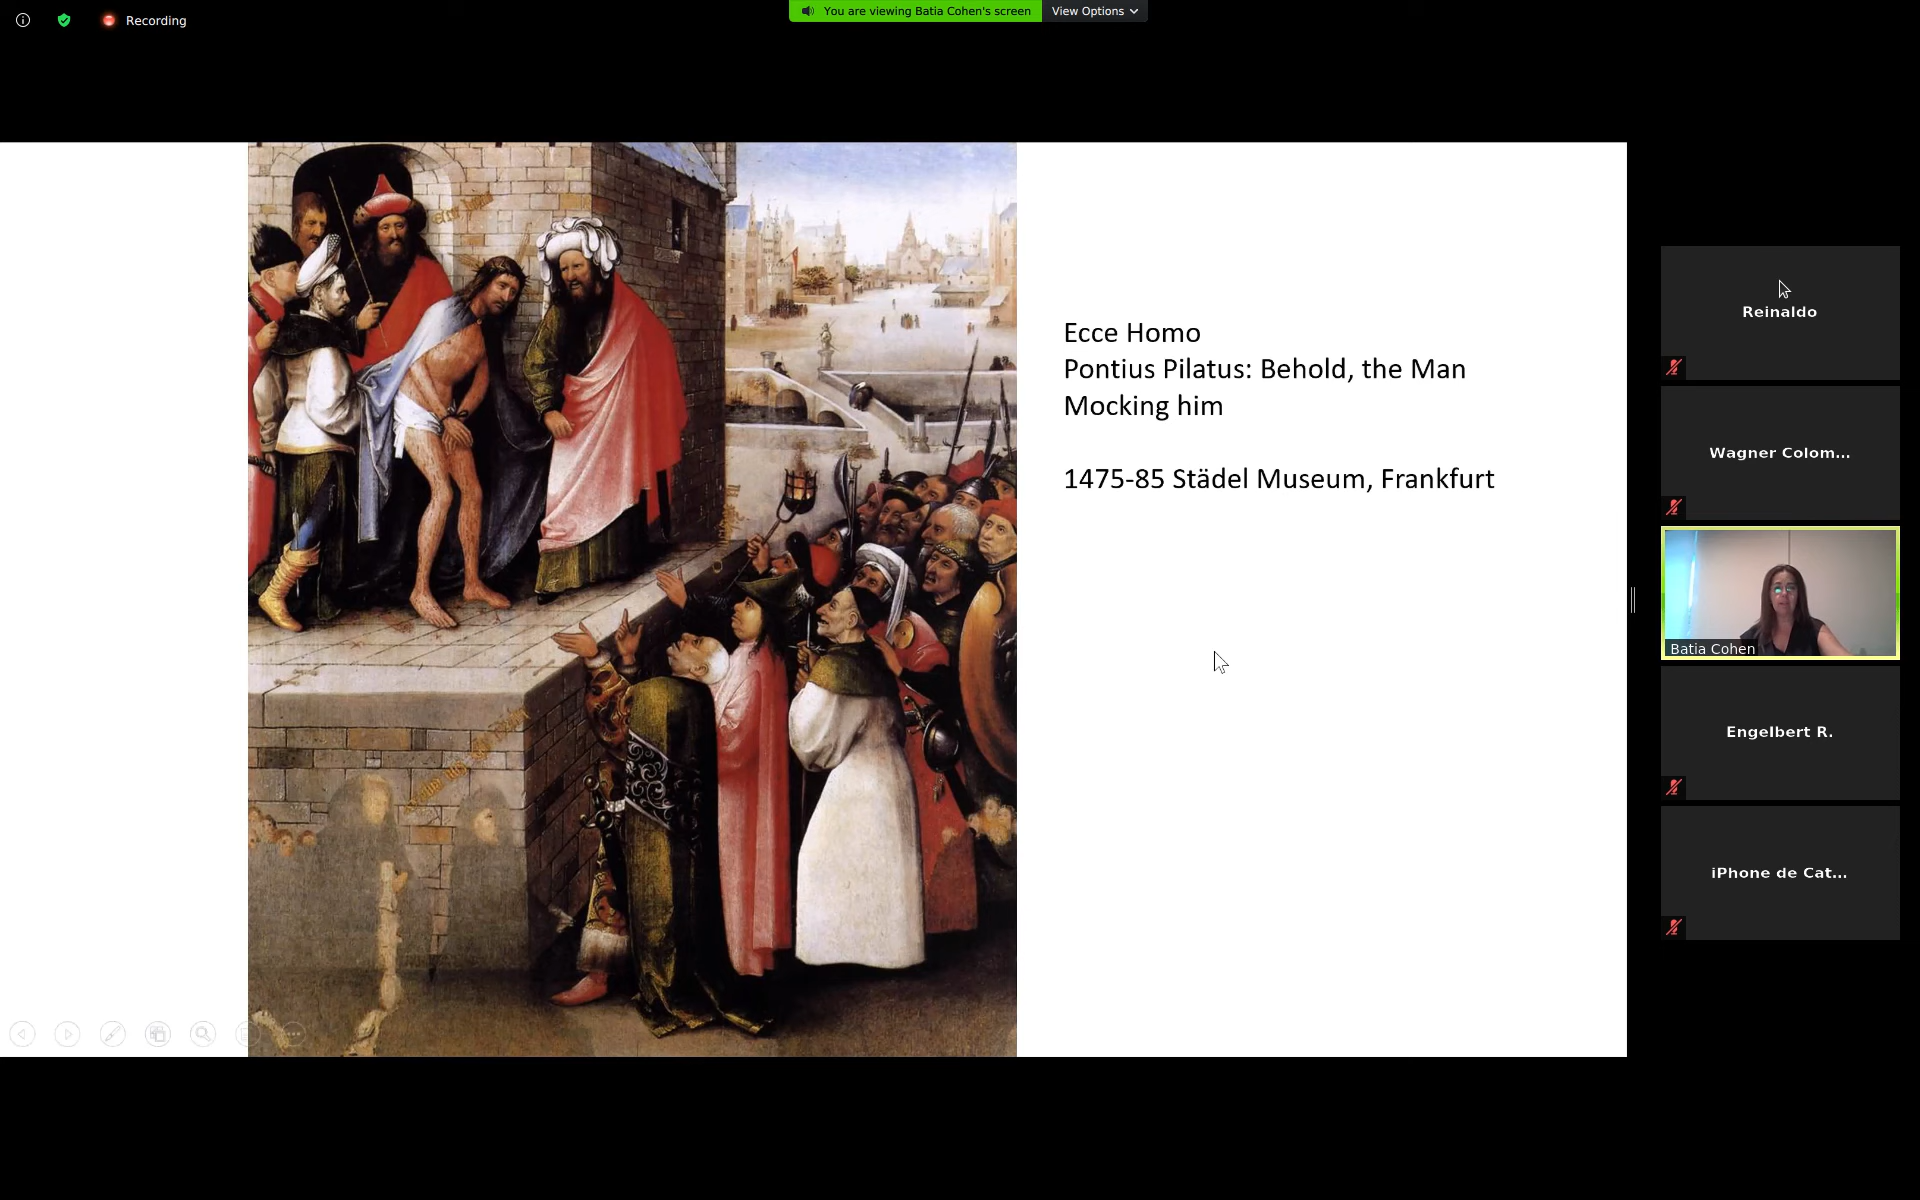 Recording
You are viewing Batia Cohen's screen
View Options
Ecce Homo
Pontius Pilatus: Behold, the Man
Mocking him
1475-85 Städel Museum, Frankfurt
Reinaldo
Wagner Colom...
Batia Cohen
Engelbert R.
iPhone de Cat...